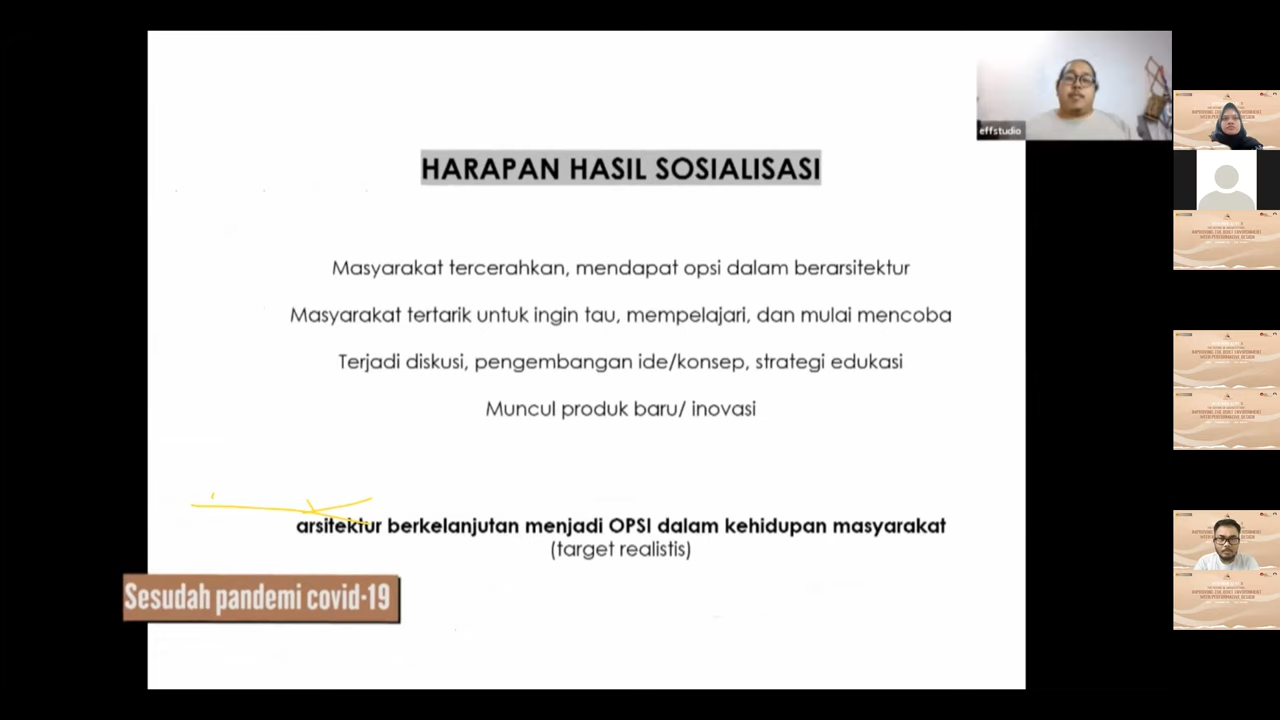 HARAPAN HASIL SOSIALISASI
effstudio
Masyarakat tercerahkan, mendapat opsi dalam berarsitektur
Masyarakat tertarik untuk ingin tau, mempelajari, dan mulai mencoba
Terjadi diskusi, pengembangan ide/konsep, strategi edukasi
Muncul produk baru/ inovasi
arsitektur berkelanjutan menjadi OPSI dalam kehidupan masyarakat
(target realistis)
Sesudah pandemi covid-19